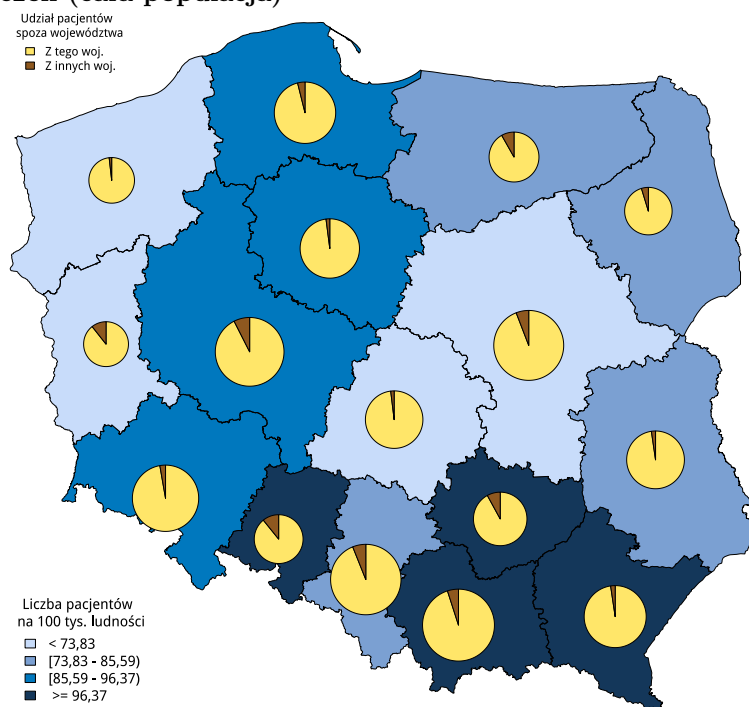 Udział pacjentów
spoza województwa
Z tego woj.
Z innych woj.
Liczba pacjentów
na 100 tys. ludności
< 73,83
[73,83 - 85,59)
[85,59 - 96,37)
>= 96,37